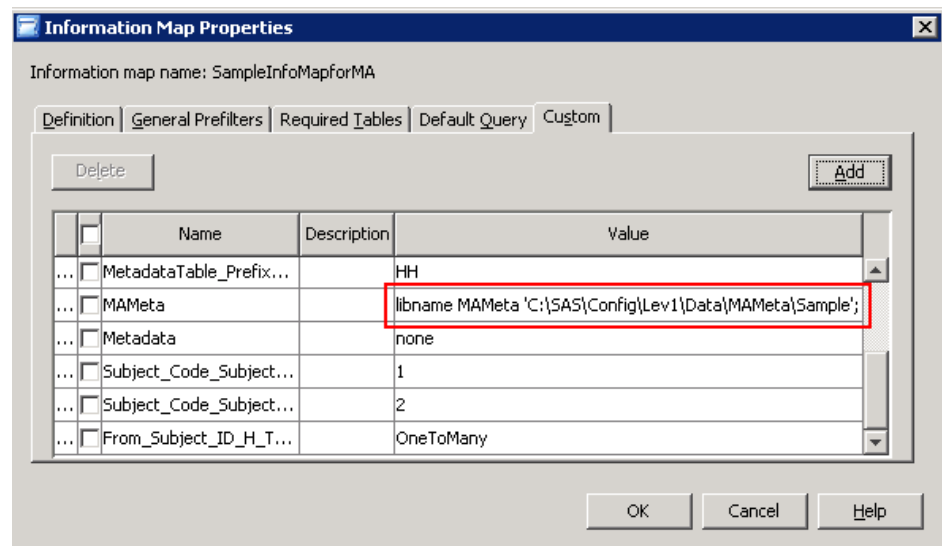 Information Map Properties
Information map name: SampleInfoMapforMA
Definition General Prefilters Required Tables Default Query Custom
Delete Add
Name Description Value
... MetadataTable_Prefix... HH
... MAMeta libname MAMeta 'C:\SAS\Config\Lev1\Data\MAMeta\Sample';
... Metadata none
... Subject_Code_Subject... 1
... Subject_Code_Subject... 2
... From_Subject_ID_H_T... OneToMany
OK Cancel Help